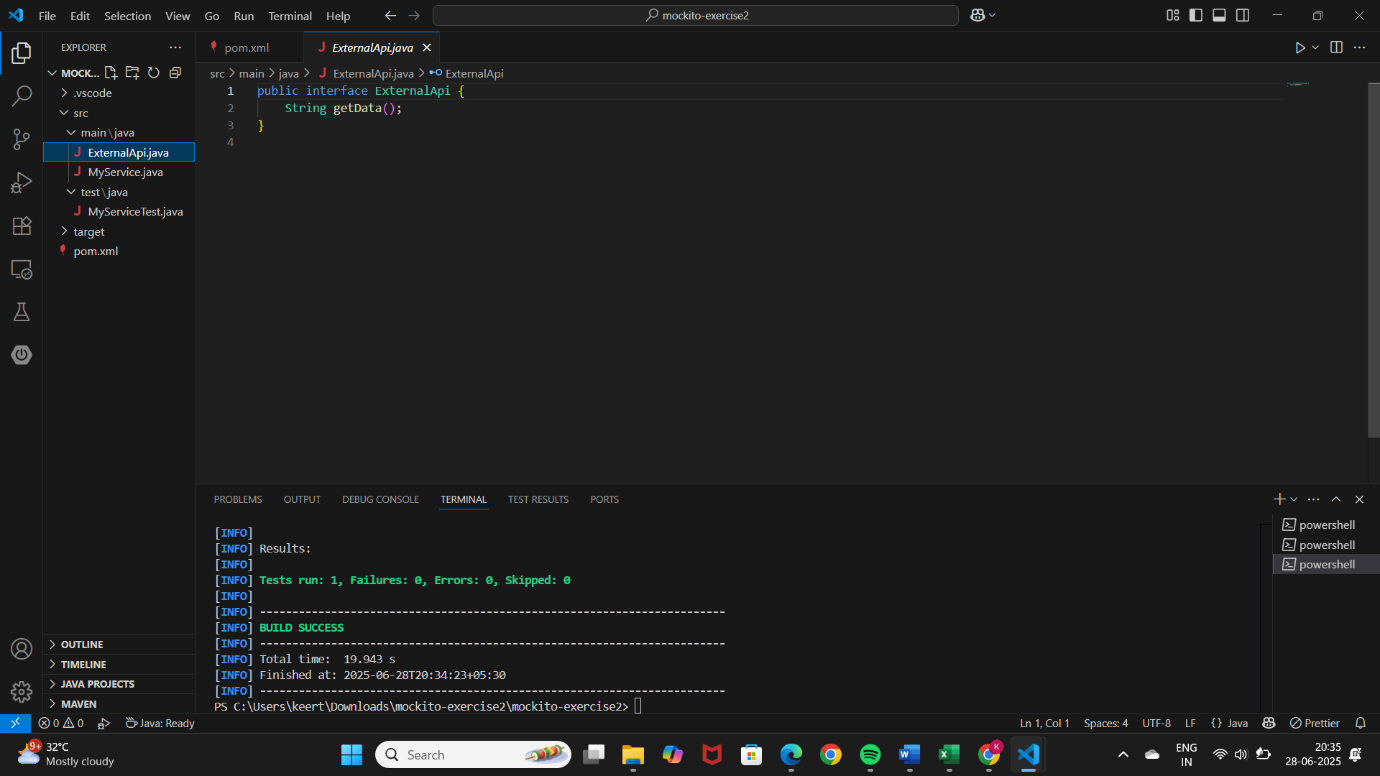 File Edit Selection View Go Run Terminal Help
mockito-exercise2
EXPLORER
MOCK...
.vscode
src
main\java
ExternalApi.java
MyService.java
test\java
MyServiceTest.java
target
pom.xml
OUTLINE
TIMELINE
JAVA PROJECTS
MAVEN
pom.xml
ExternalApi.java
src > main > java > ExternalApi.java > ExternalApi
1 public interface ExternalApi {
2 String getData();
3 }
4
PROBLEMS OUTPUT DEBUG CONSOLE TERMINAL TEST RESULTS PORTS
[INFO]
[INFO] Results:
[INFO]
[INFO] Tests run: 1, Failures: 0, Errors: 0, Skipped: 0
[INFO]
[INFO] ------------------------------------------------------------------------
[INFO] BUILD SUCCESS
[INFO] ------------------------------------------------------------------------
[INFO] Total time:  19.943 s
[INFO] Finished at: 2025-06-28T20:34:23+05:30
[INFO] ------------------------------------------------------------------------
PS C:\Users\keert\Downloads\mockito-exercise2\mockito-exercise2>
powershell
powershell
powershell
0 0 Java: Ready
Ln 1, Col 1 Spaces: 4 UTF-8 LF {} Java Prettier
9+
32°C
Mostly cloudy
Search
K
ENG
IN
20:35
28-06-2025